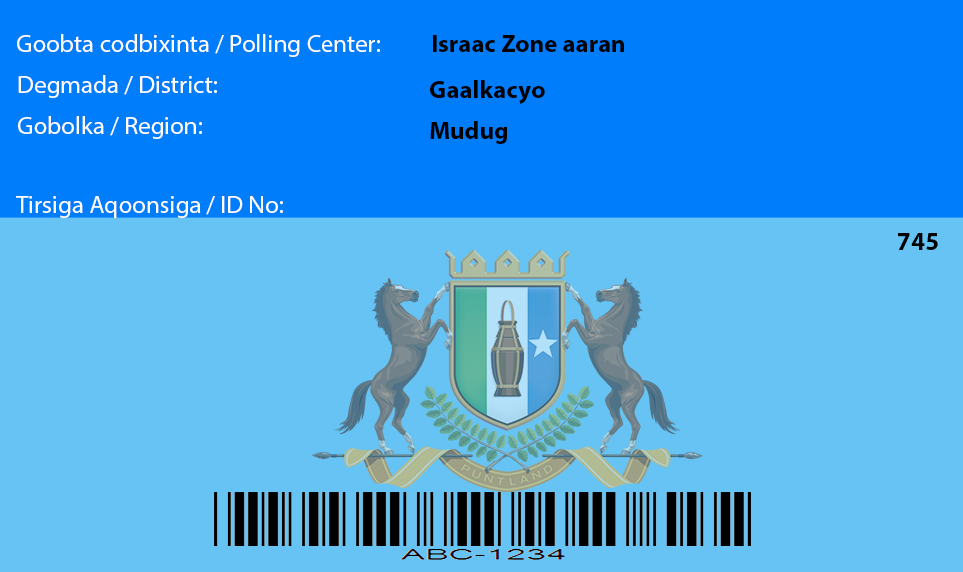 Goobta codbixinta / Polling Center: Israac Zone aaran
Degmada / District: Gaalkacyo
Gobolka / Region: Mudug
Tirsiga Aqoonsiga / ID No:
745
PUNTLAND
ABC-1234